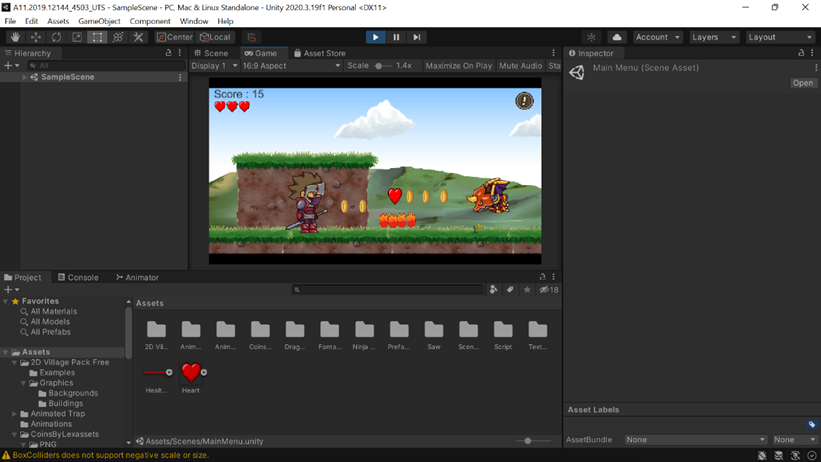 A11.2019.12144_4503_UTS - SampleScene - PC, Mac & Linux Standalone - Unity 2020.3.19f1 Personal <DX11>
File Edit Assets GameObject Component Window Help
Center Local Account Layers Layout
Hierarchy Scene Game Asset Store Inspector
All Display 1 16:9 Aspect Scale 1.4x Maximize On Play Mute Audio Sta Main Menu (Scene Asset)
SampleScene Open
Score : 15
Project Console Animator
18
Favorites Assets
All Materials
All Models
All Prefabs
2D Vil... Anim... Anim... Coins... Drag... Fanta... Ninja ... Prefa... Saw Scen... Script Text...
Assets
2D Village Pack Free
Examples
Graphics
Healt... Heart
Backgrounds
Buildings
Animated Trap
Asset Labels
Animations
CoinsByLexassets
PNG
Assets/Scenes/MainMenu.unity
AssetBundle None None
BoxColliders does not support negative scale or size.